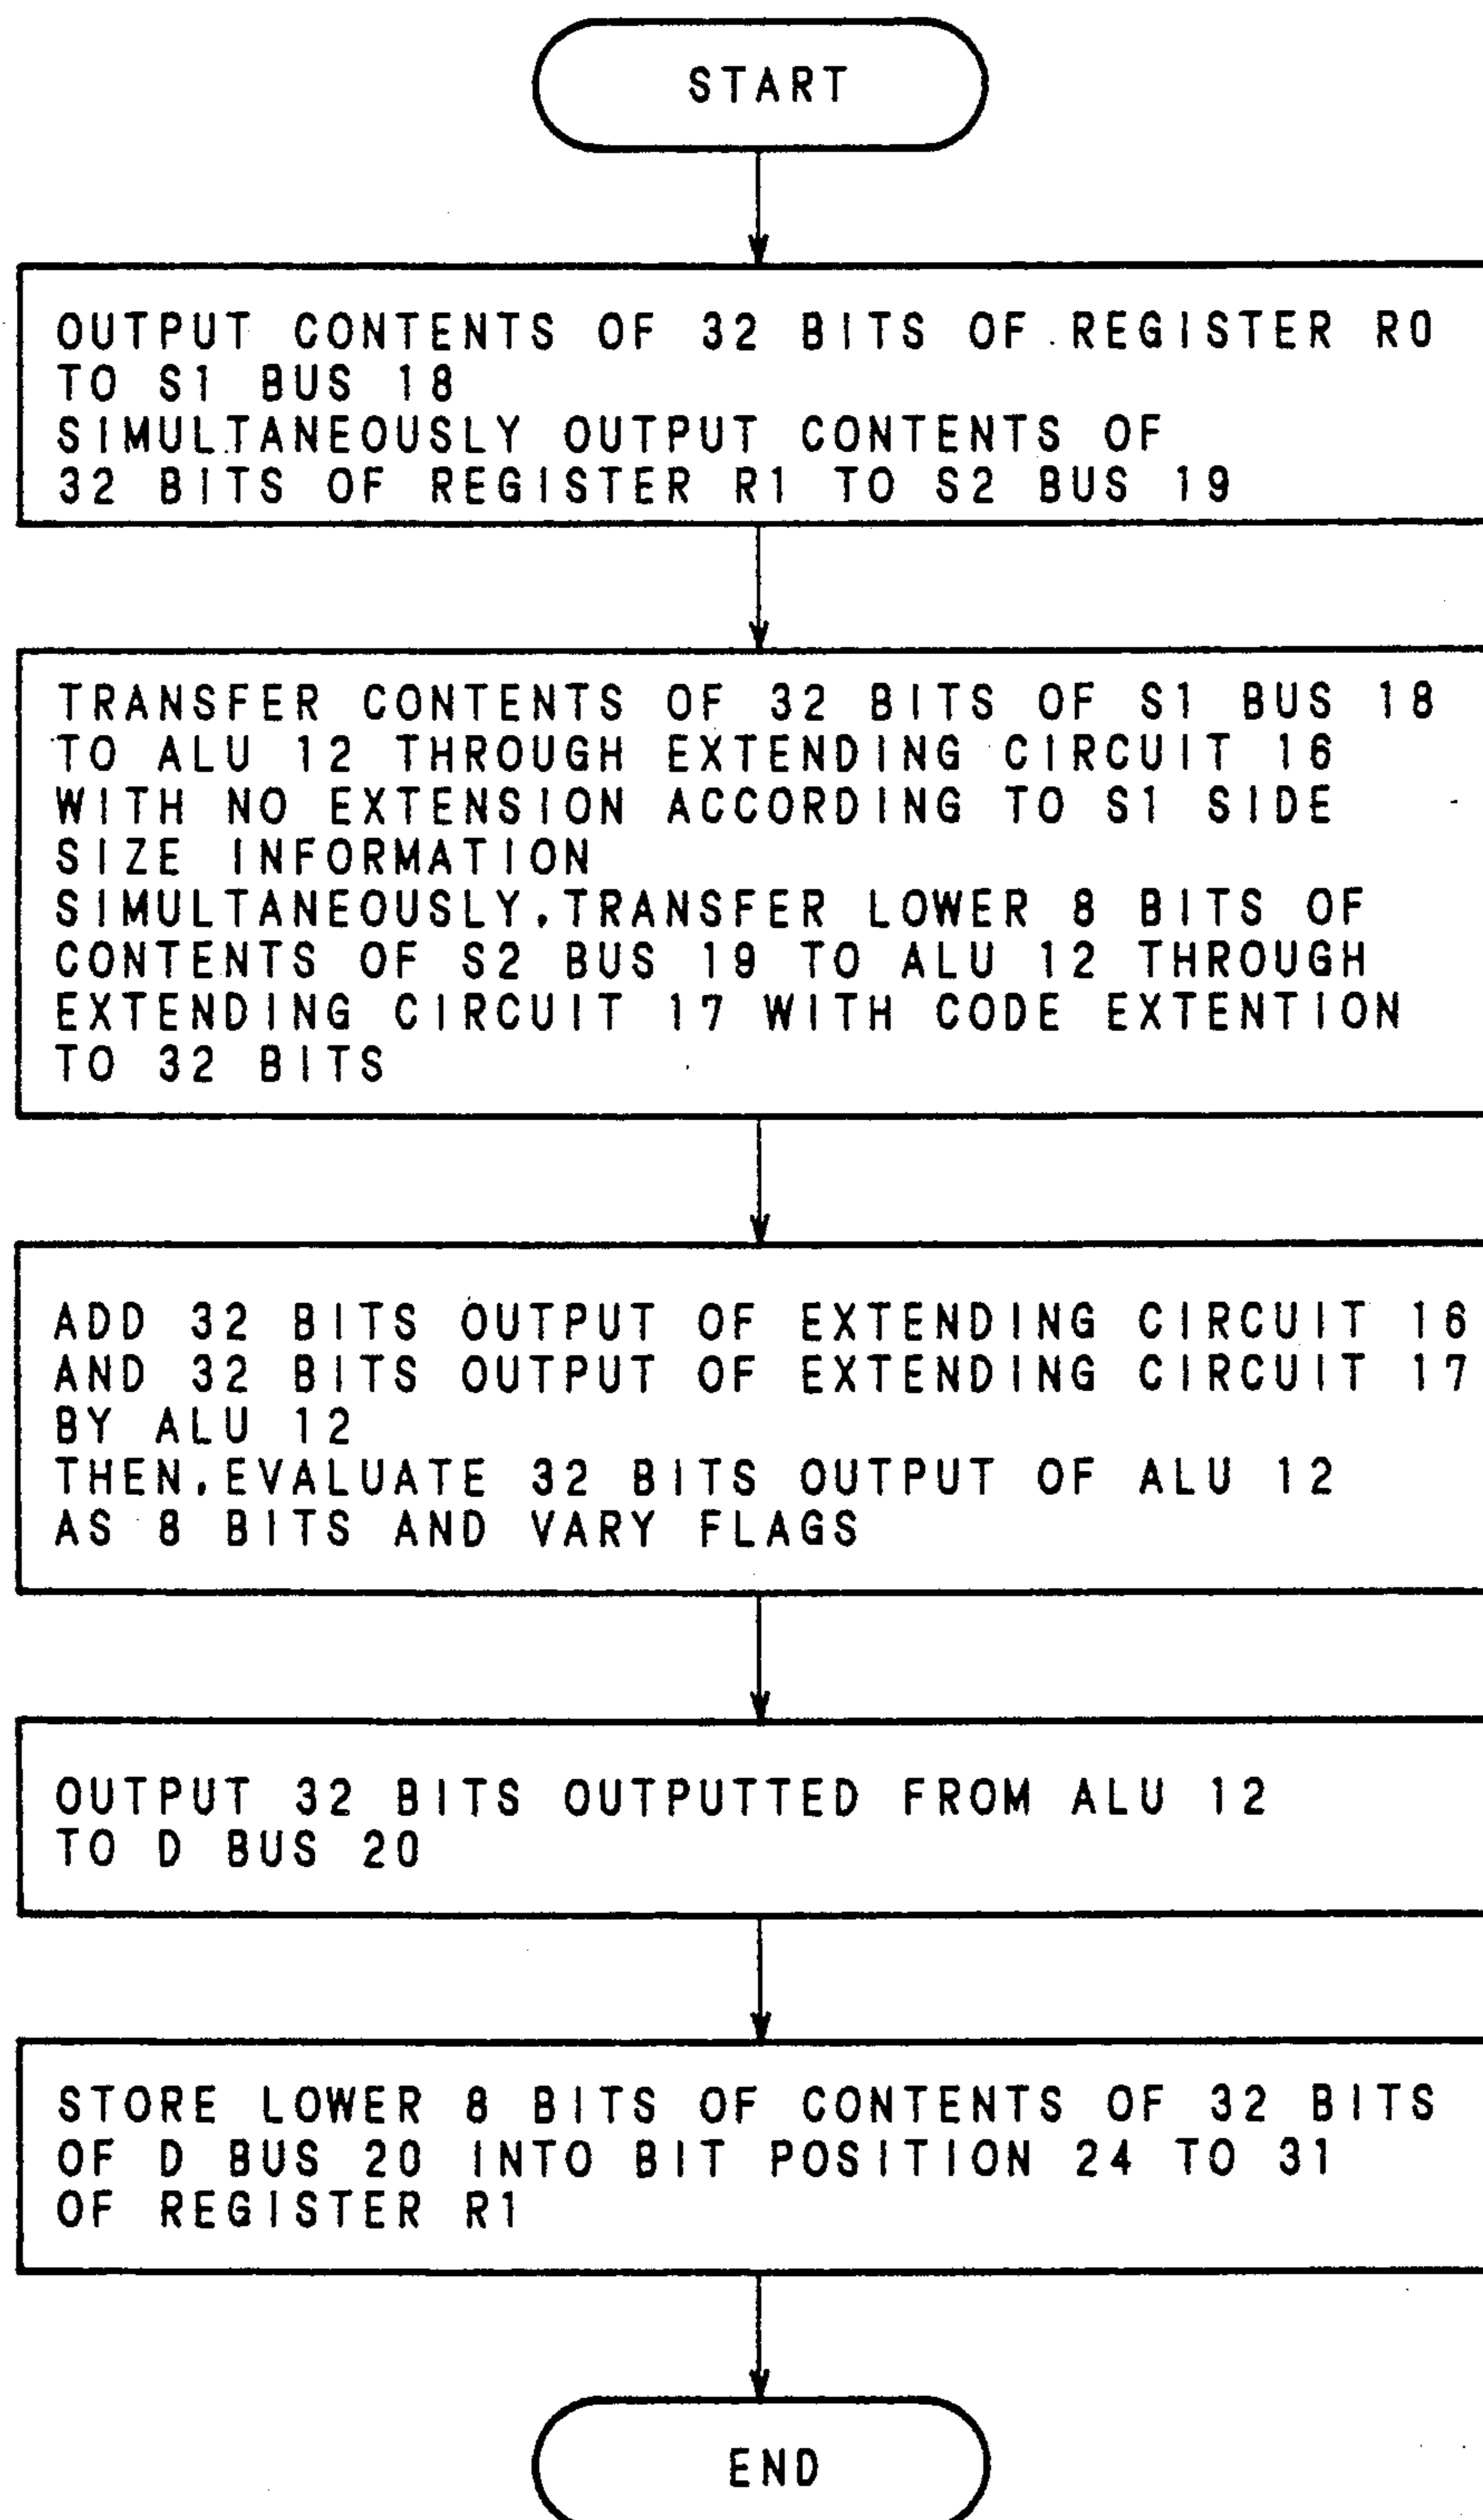 START
OUTPUT CONTENTS OF 32 BITS OF REGISTER R0
TO S1 BUS 18
SIMULTANEOUSLY OUTPUT CONTENTS OF
32 BITS OF REGISTER R1 TO S2 BUS 19
TRANSFER CONTENTS OF 32 BITS OF S1 BUS 18
TO ALU 12 THROUGH EXTENDING CIRCUIT 16
WITH NO EXTENSION ACCORDING TO S1 SIDE
SIZE INFORMATION
SIMULTANEOUSLY,TRANSFER LOWER 8 BITS OF
CONTENTS OF S2 BUS 19 TO ALU 12 THROUGH
EXTENDING CIRCUIT 17 WITH CODE EXTENTION
TO 32 BITS
ADD 32 BITS OUTPUT OF EXTENDING CIRCUIT 16
AND 32 BITS OUTPUT OF EXTENDING CIRCUIT 17
BY ALU 12
THEN,EVALUATE 32 BITS OUTPUT OF ALU 12
AS 8 BITS AND VARY FLAGS
OUTPUT 32 BITS OUTPUTTED FROM ALU 12
TO D BUS 20
STORE LOWER 8 BITS OF CONTENTS OF 32 BITS
OF D BUS 20 INTO BIT POSITION 24 TO 31
OF REGISTER R1
END